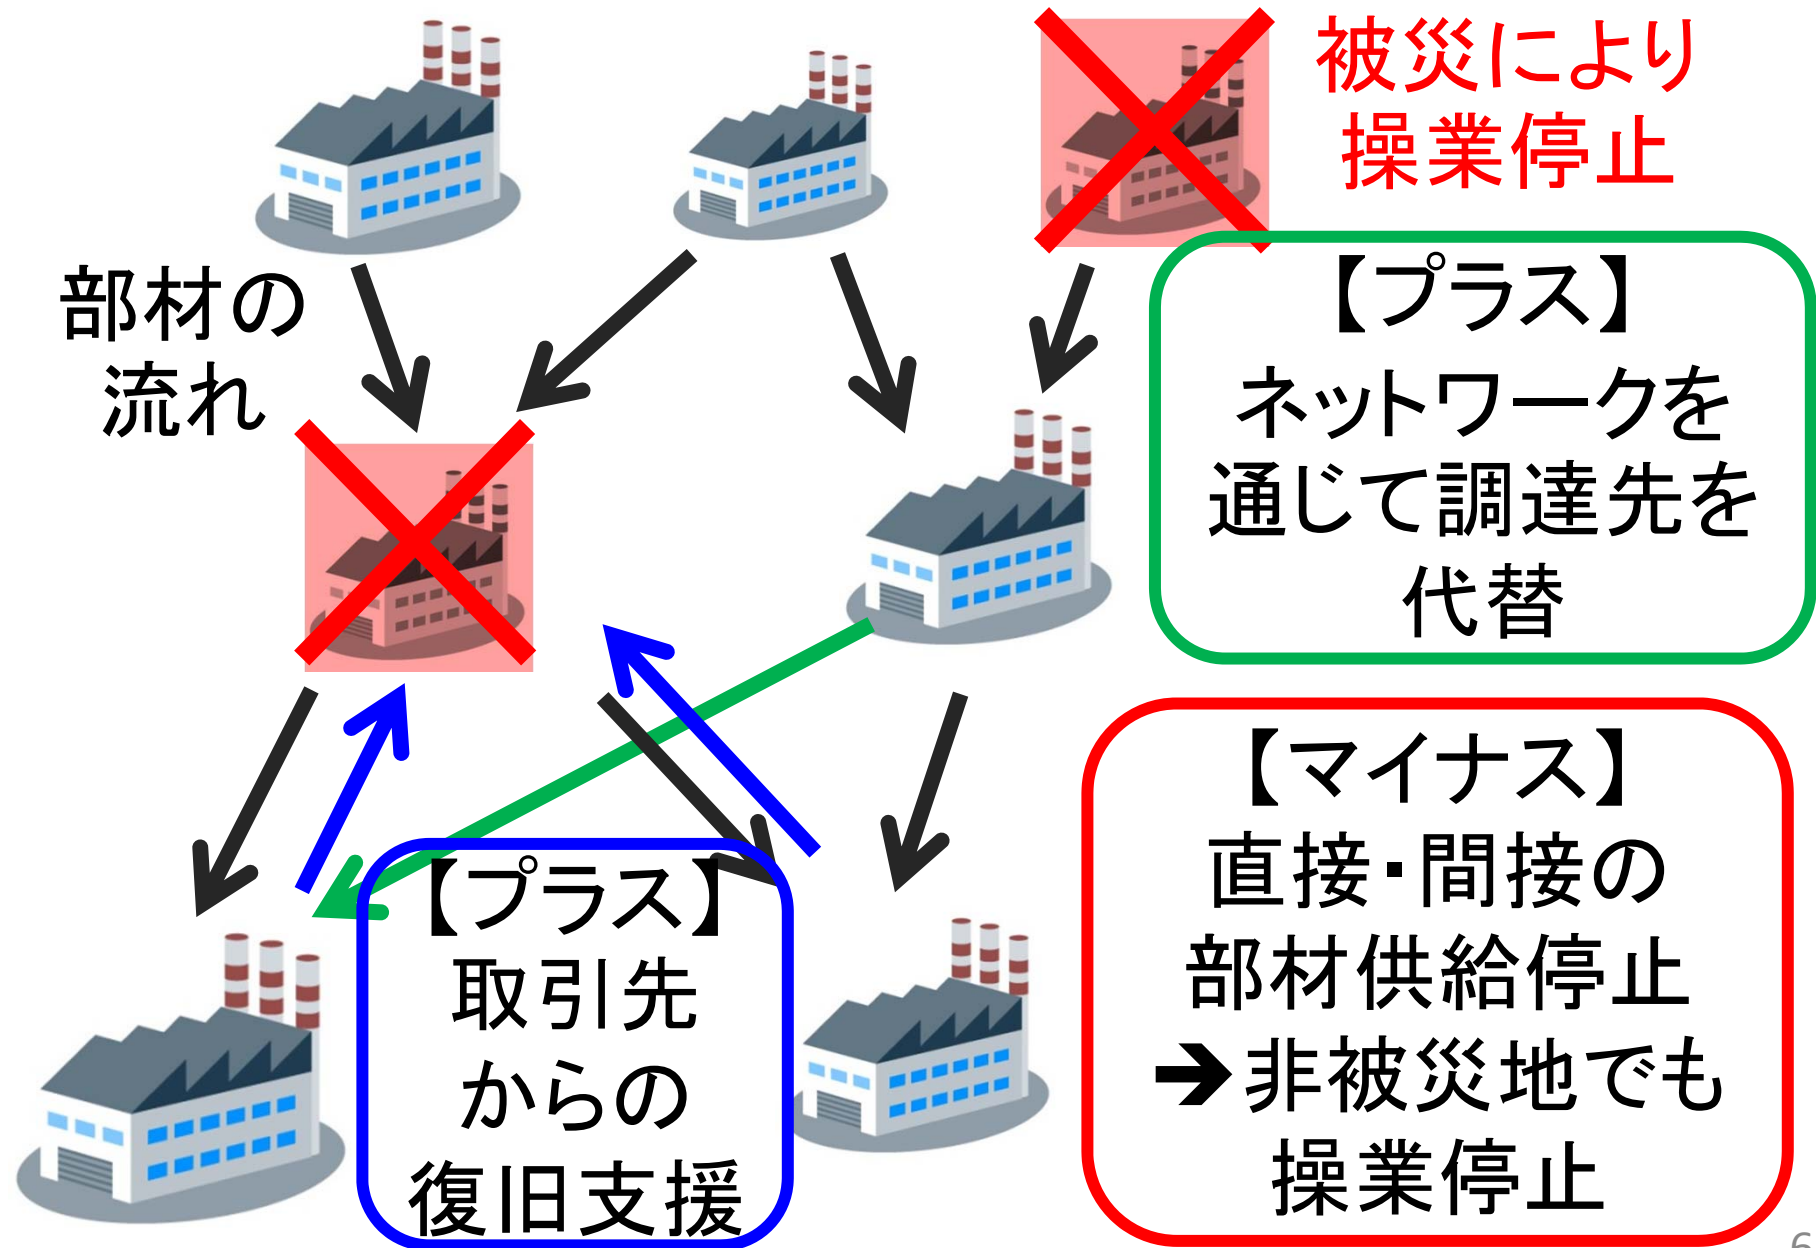 被災により
操業停止
部材の
流れ
【プラス】
ネットワークを
通じて調達先を
代替
【マイナス】
直接・間接の
部材供給停止
➔非被災地でも
操業停止
【プラス】
取引先
からの
復旧支援
6